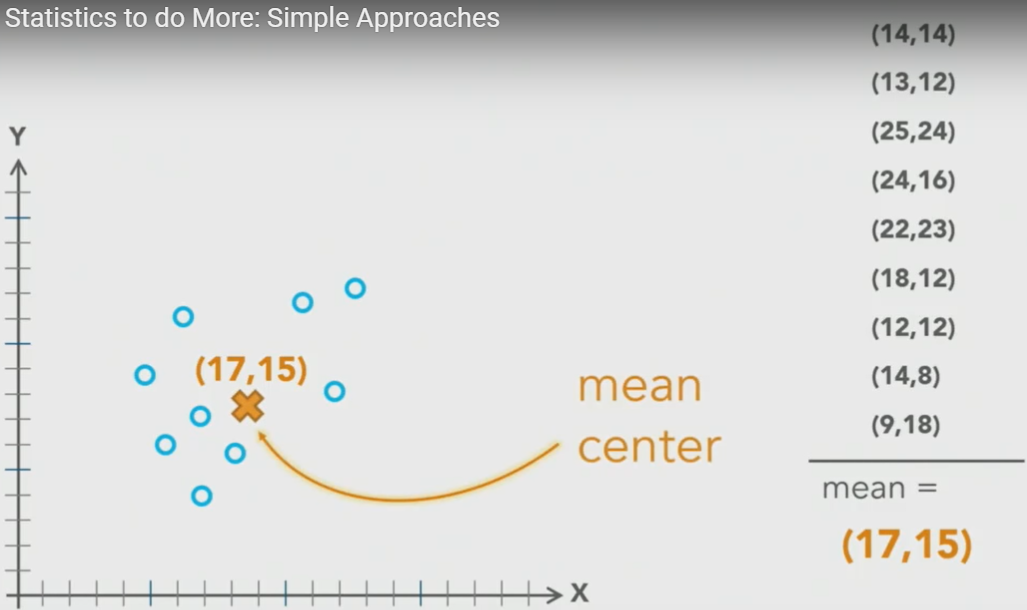 Statistics to do More: Simple Approaches
(14,14)
(13,12)
(25,24)
(24,16)
(22,23)
(18,12)
(12,12)
(14,8)
(9,18)
mean =
(17,15)
Y
(17,15)
mean
center
X